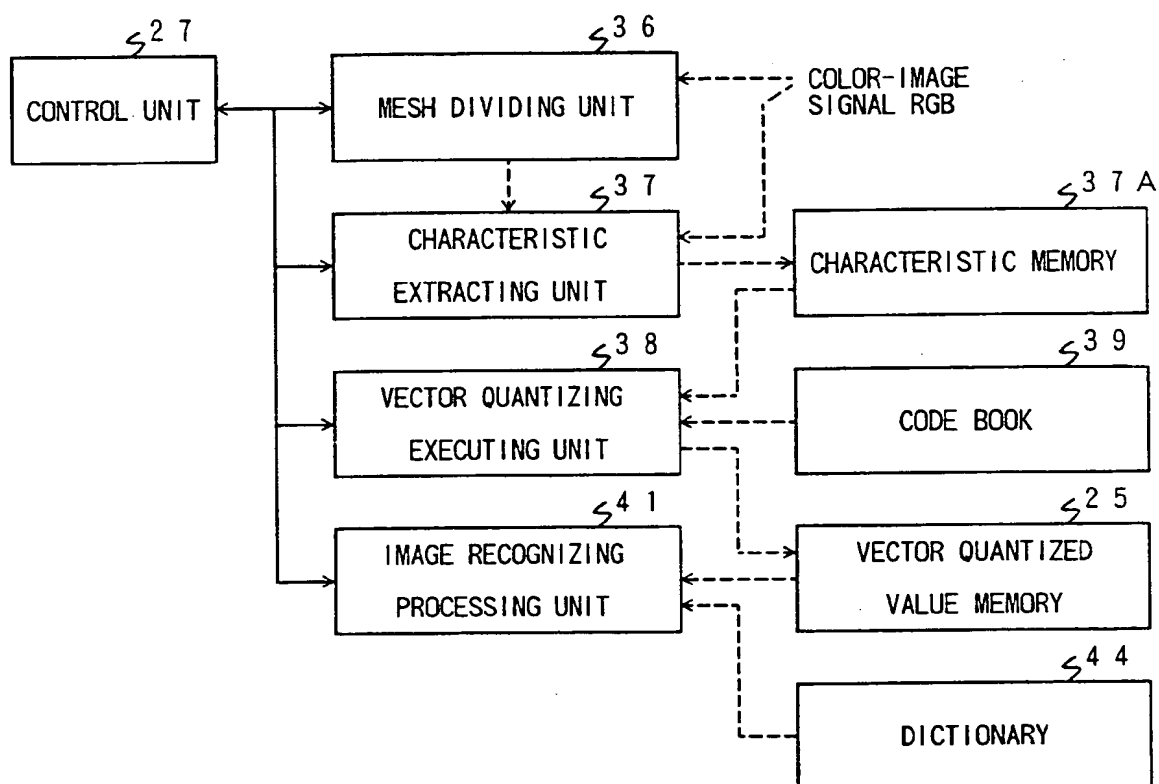 27
CONTROL UNIT
36
MESH DIVIDING UNIT
COLOR-IMAGE
SIGNAL RGB
37
CHARACTERISTIC
EXTRACTING UNIT
37A
CHARACTERISTIC MEMORY
38
VECTOR QUANTIZING
EXECUTING UNIT
39
CODE BOOK
41
IMAGE RECOGNIZING
PROCESSING UNIT
25
VECTOR QUANTIZED
VALUE MEMORY
44
DICTIONARY